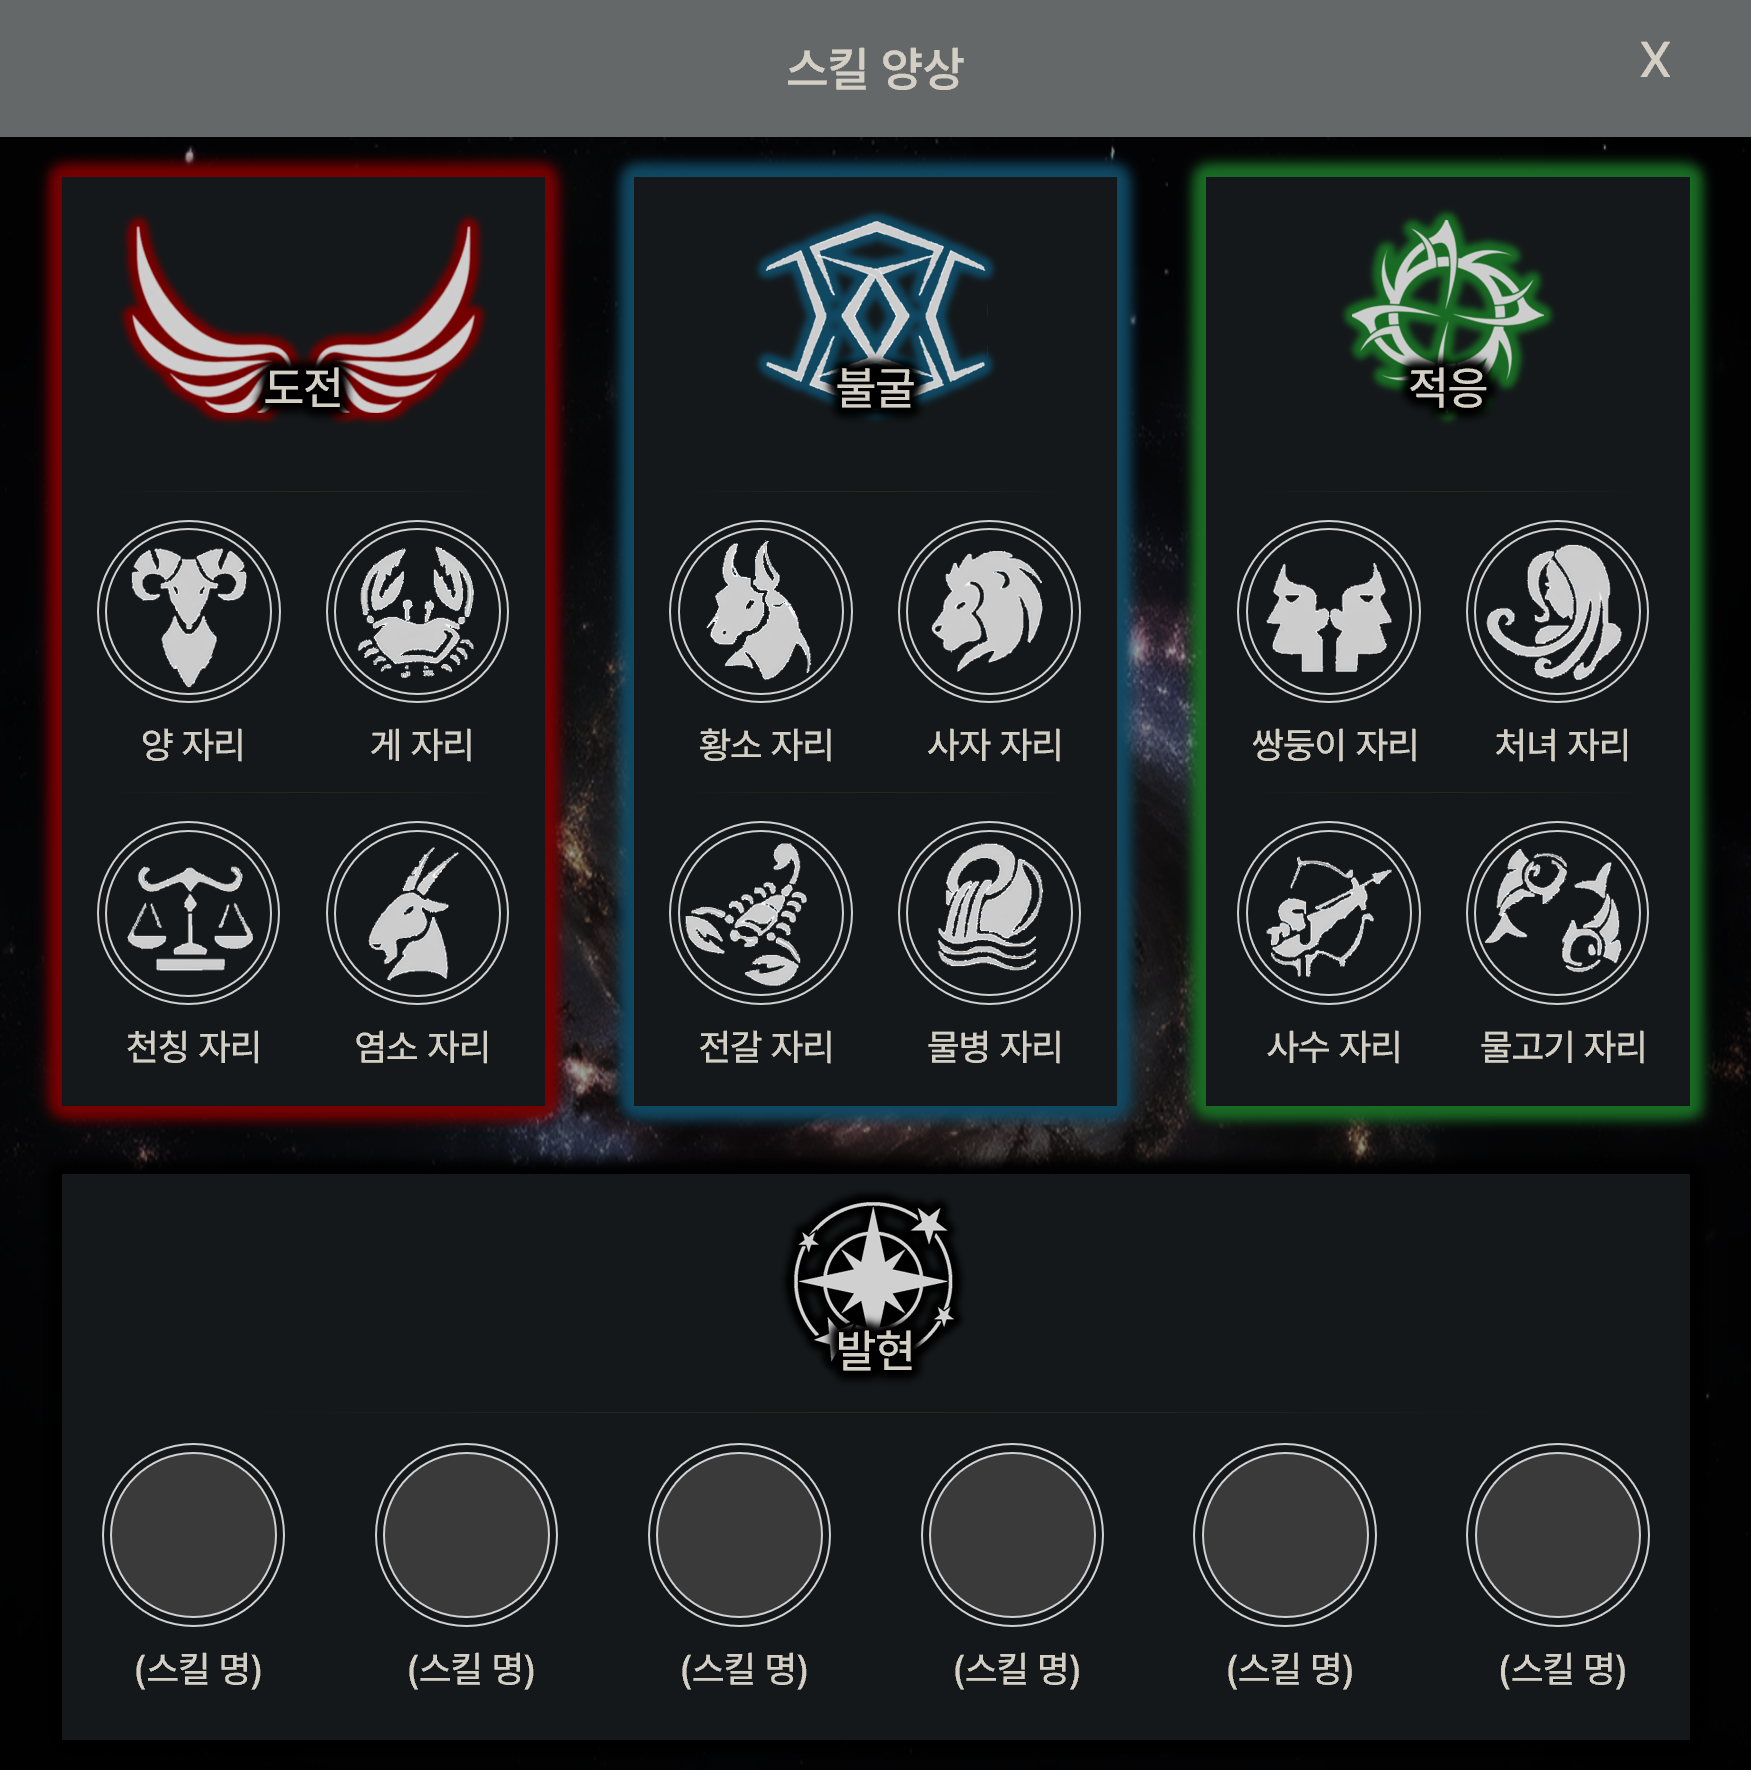 스킬 양상
X
도전
불굴
적응
양 자리
게 자리
황소 자리
사자 자리
쌍둥이 자리
처녀 자리
천칭 자리
염소 자리
전갈 자리
물병 자리
사수 자리
물고기 자리
발현
(스킬 명)
(스킬 명)
(스킬 명)
(스킬 명)
(스킬 명)
(스킬 명)